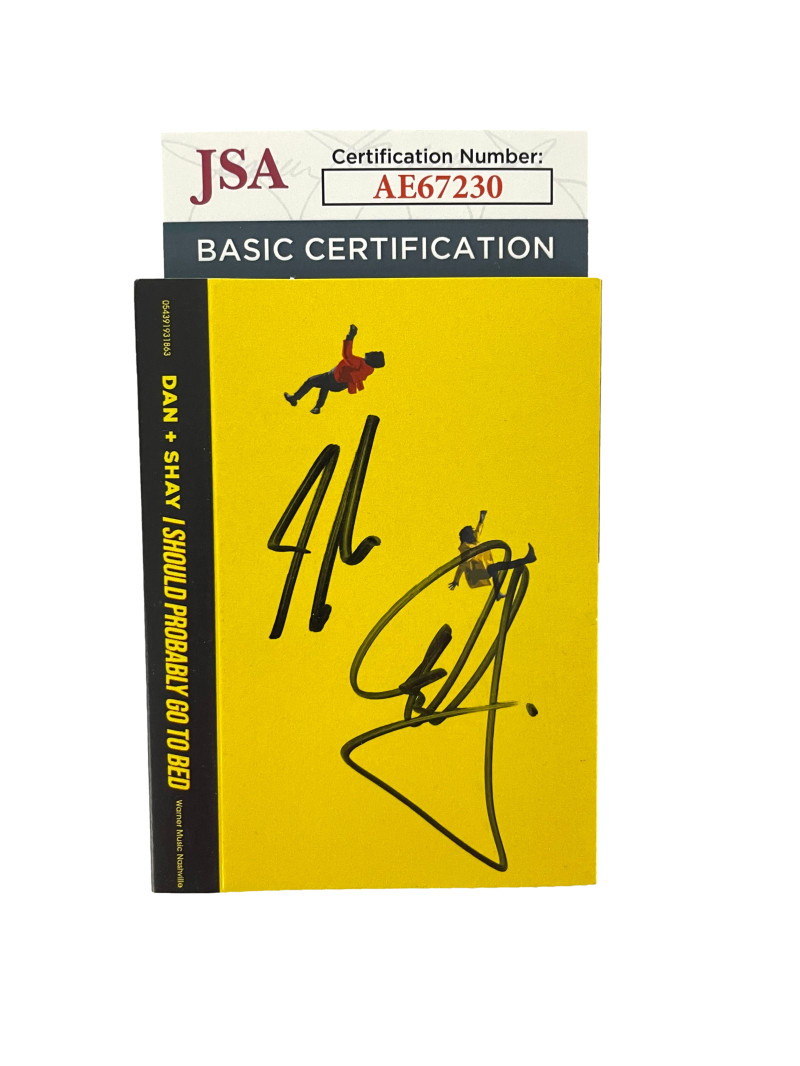 JSA
Certification Number:
AE67230
BASIC CERTIFICATION
054391931863
DAN + SHAY I SHOULD PROBABLY GO TO BED
Warner Music Nashville